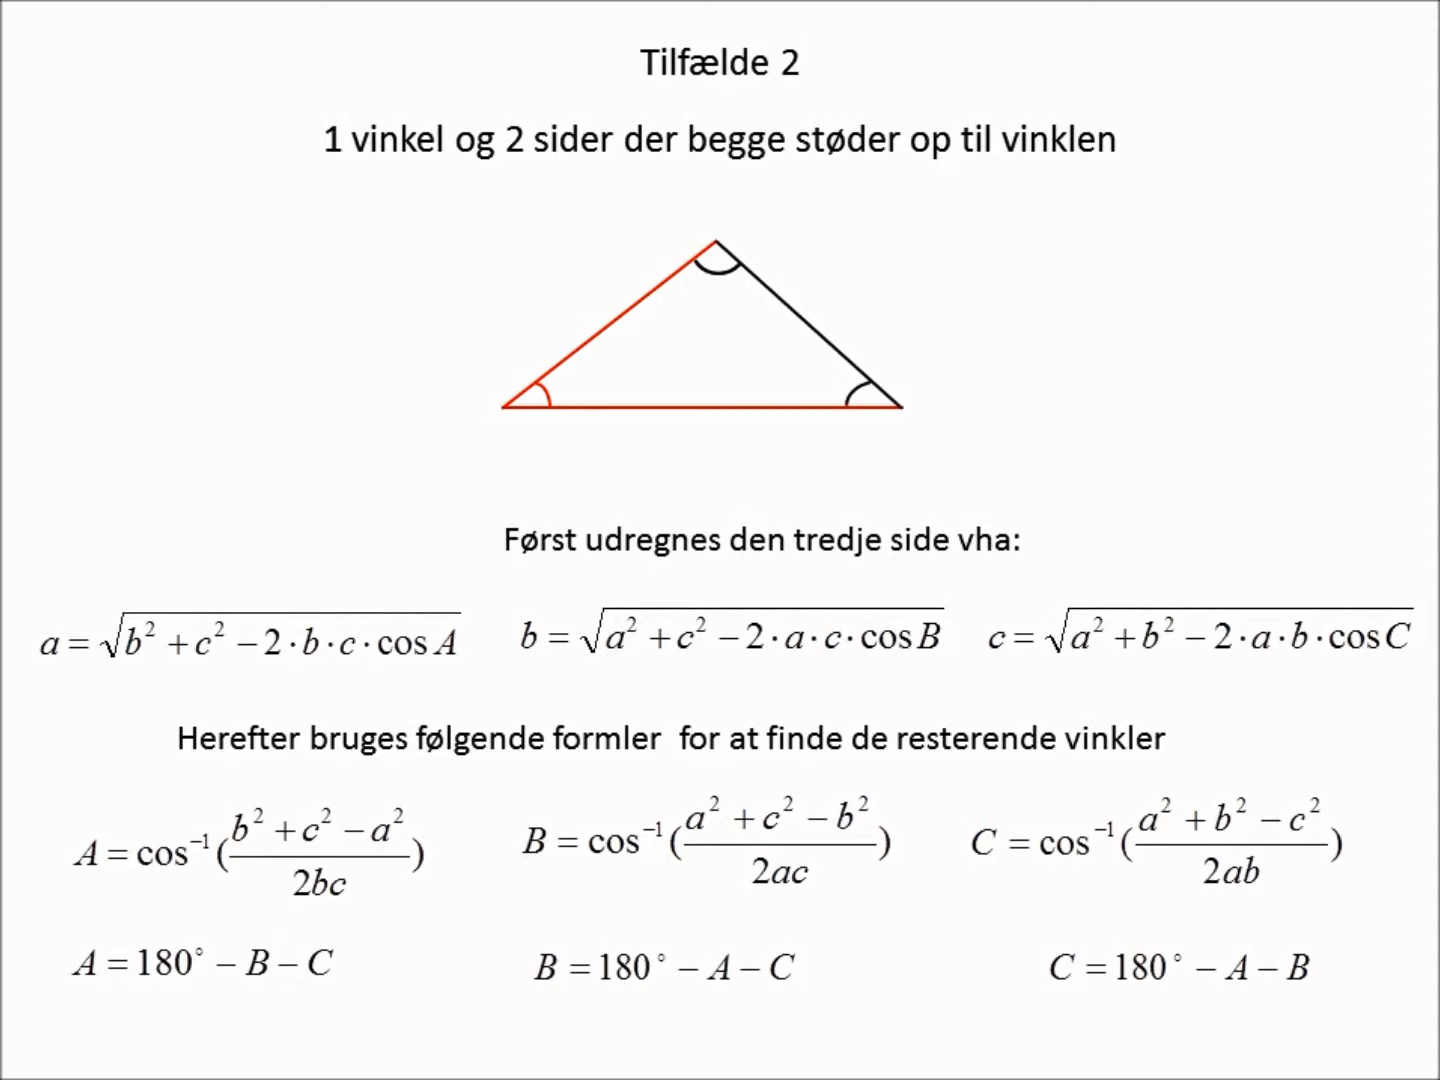 Tilfælde 2
1 vinkel og 2 sider der begge støder op til vinklen
Først udregnes den tredje side vha:
a = √(b² + c² − 2·b·c·cos A)
b = √(a² + c² − 2·a·c·cos B)
c = √(a² + b² − 2·a·b·cos C)
Herefter bruges følgende formler for at finde de resterende vinkler
A = cos⁻¹((b² + c² − a²)/2bc)
B = cos⁻¹((a² + c² − b²)/2ac)
C = cos⁻¹((a² + b² − c²)/2ab)
A = 180° − B − C
B = 180° − A − C
C = 180° − A − B